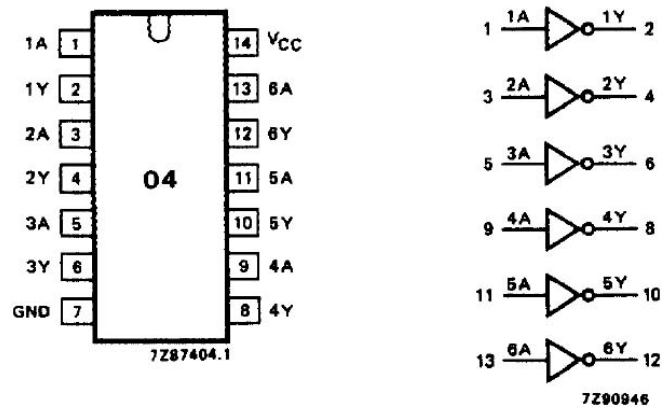 1A 1 14 VCC
1Y 2 13 6A
2A 3 12 6Y
2Y 4 04 11 5A
3A 5 10 5Y
3Y 6 9 4A
GND 7 8 4Y
7Z87404.1
1 1A 1Y 2
3 2A 2Y 4
5 3A 3Y 6
9 4A 4Y 8
11 5A 5Y 10
13 6A 6Y 12
7Z90946